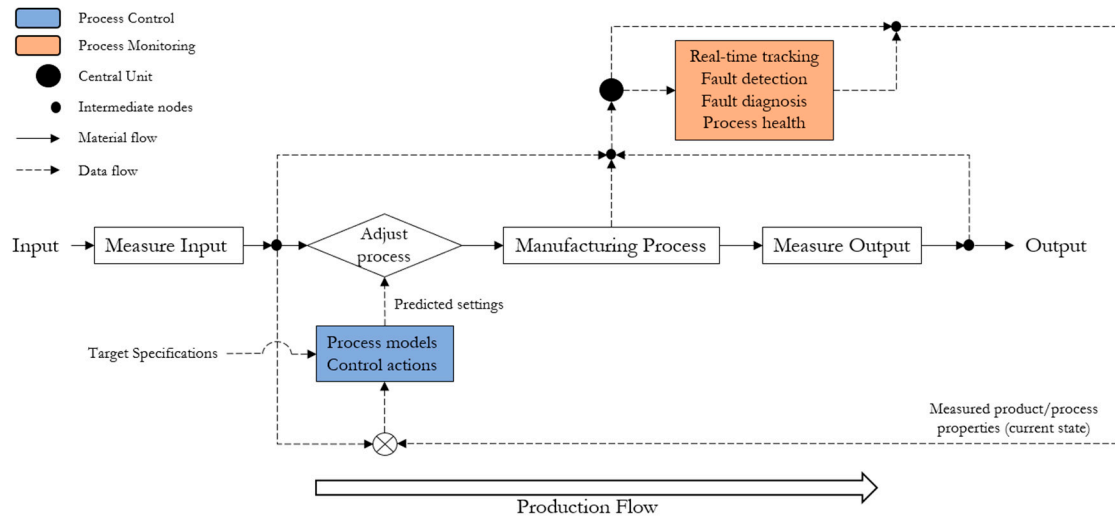 Process Control
Process Monitoring
Central Unit
Intermediate nodes
Material flow
Data flow
Real-time tracking
Fault detection
Fault diagnosis
Process health
Input
Measure Input
Adjust
process
Manufacturing Process
Measure Output
Output
Predicted settings
Target Specifications
Process models
Control actions
Measured product/process
properties (current state)
Production Flow